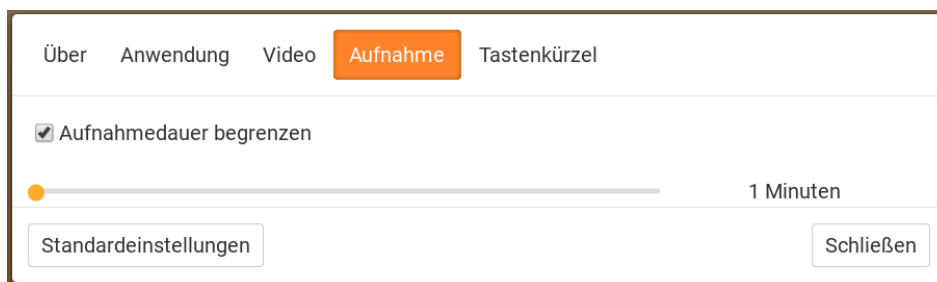 Über Anwendung Video Aufnahme Tastenkürzel
Aufnahmedauer begrenzen
1 Minuten
Standardeinstellungen Schließen